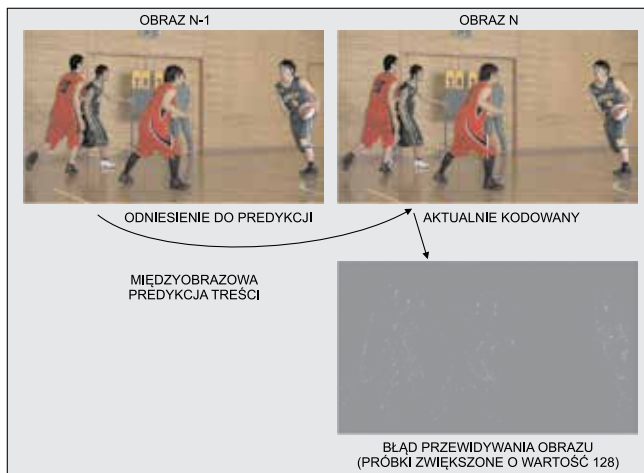 OBRAZ N-1
OBRAZ N
ODNIESIENIE DO PREDYKCJI
AKTUALNIE KODOWANY
MIĘDZYOBRAZOWA
PREDYKCJA TREŚCI
BŁĄD PRZEWIDYWANIA OBRAZU
(PRÓBKI ZWIĘKSZONE O WARTOŚĆ 128)